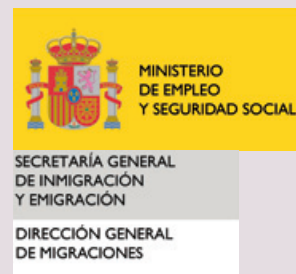 MINISTERIO
DE EMPLEO
Y SEGURIDAD SOCIAL
SECRETARÍA GENERAL
DE INMIGRACIÓN
Y EMIGRACIÓN
DIRECCIÓN GENERAL
DE MIGRACIONES